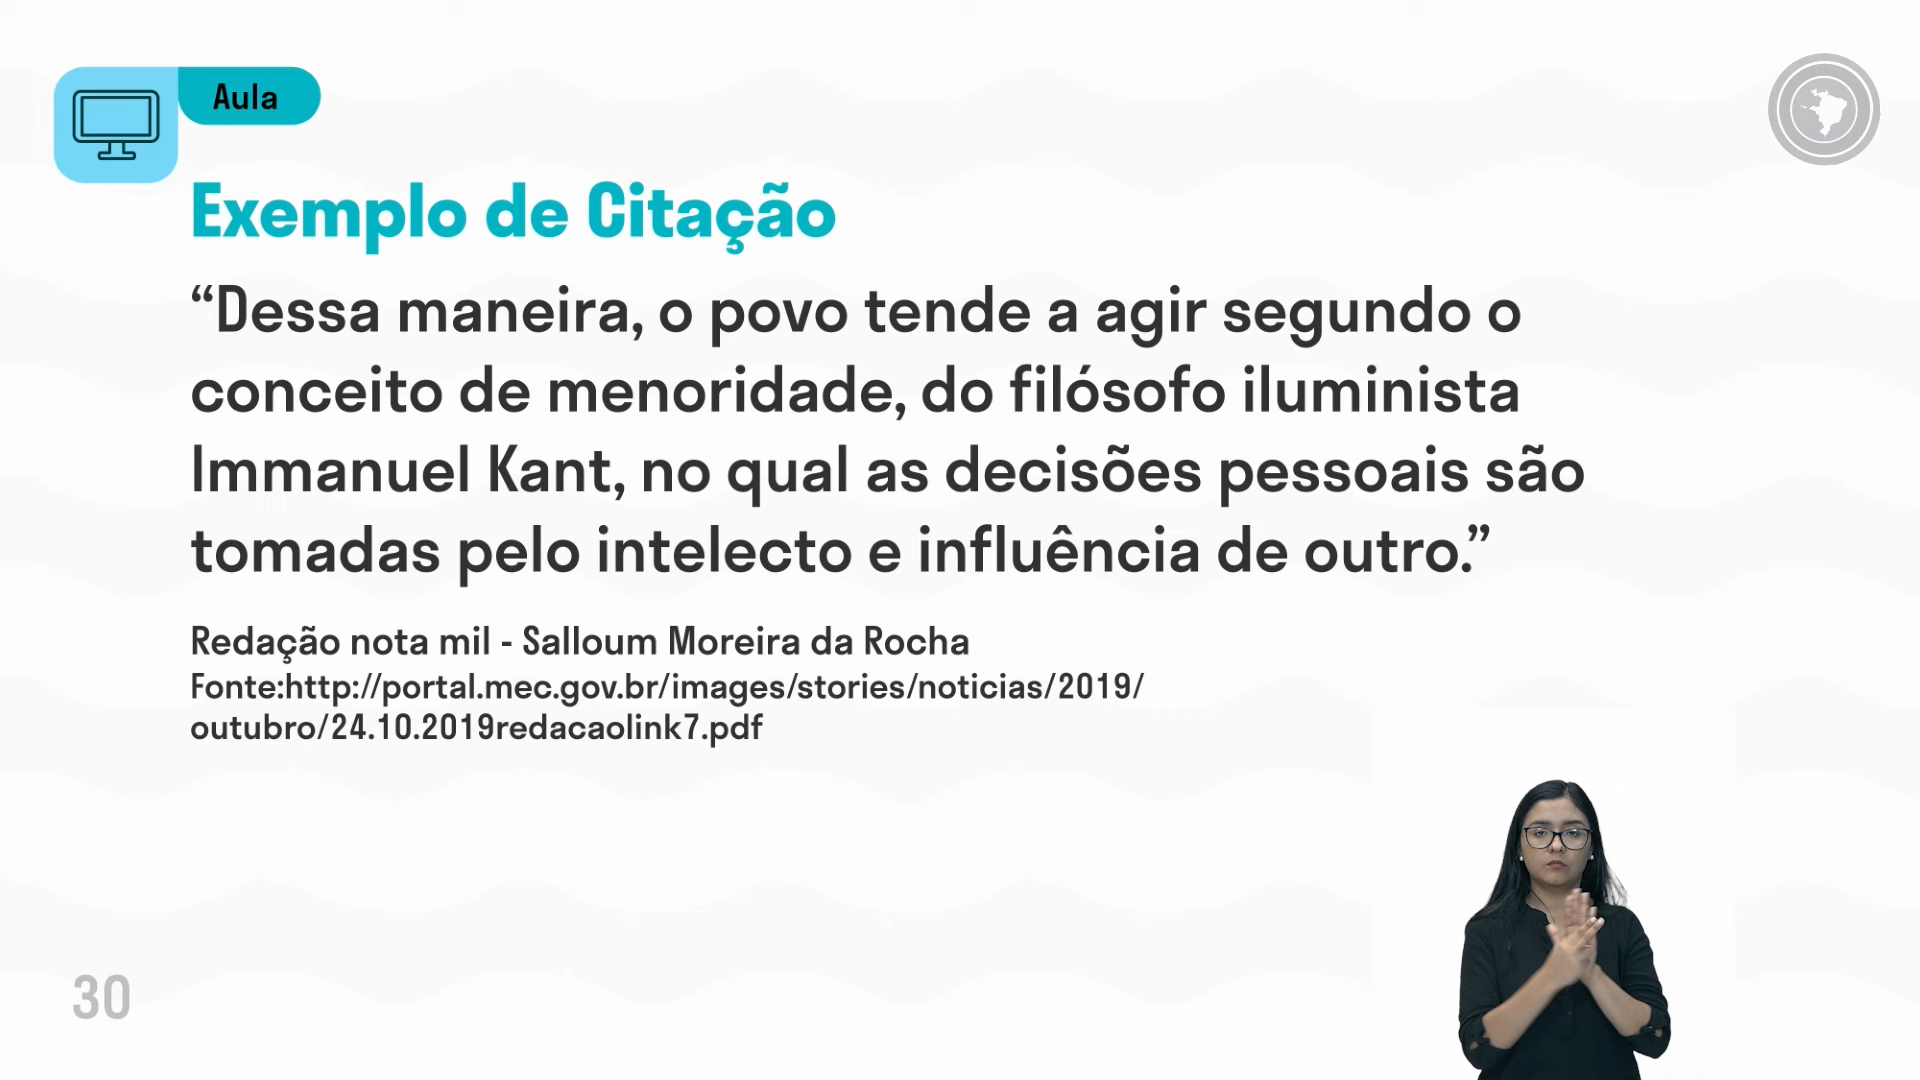 Aula
Exemplo de Citação
“Dessa maneira, o povo tende a agir segundo o
conceito de menoridade, do filósofo iluminista
Immanuel Kant, no qual as decisões pessoais são
tomadas pelo intelecto e influência de outro.”
Redação nota mil - Salloum Moreira da Rocha
Fonte:http://portal.mec.gov.br/images/stories/noticias/2019/
outubro/24.10.2019redacaolink7.pdf
30